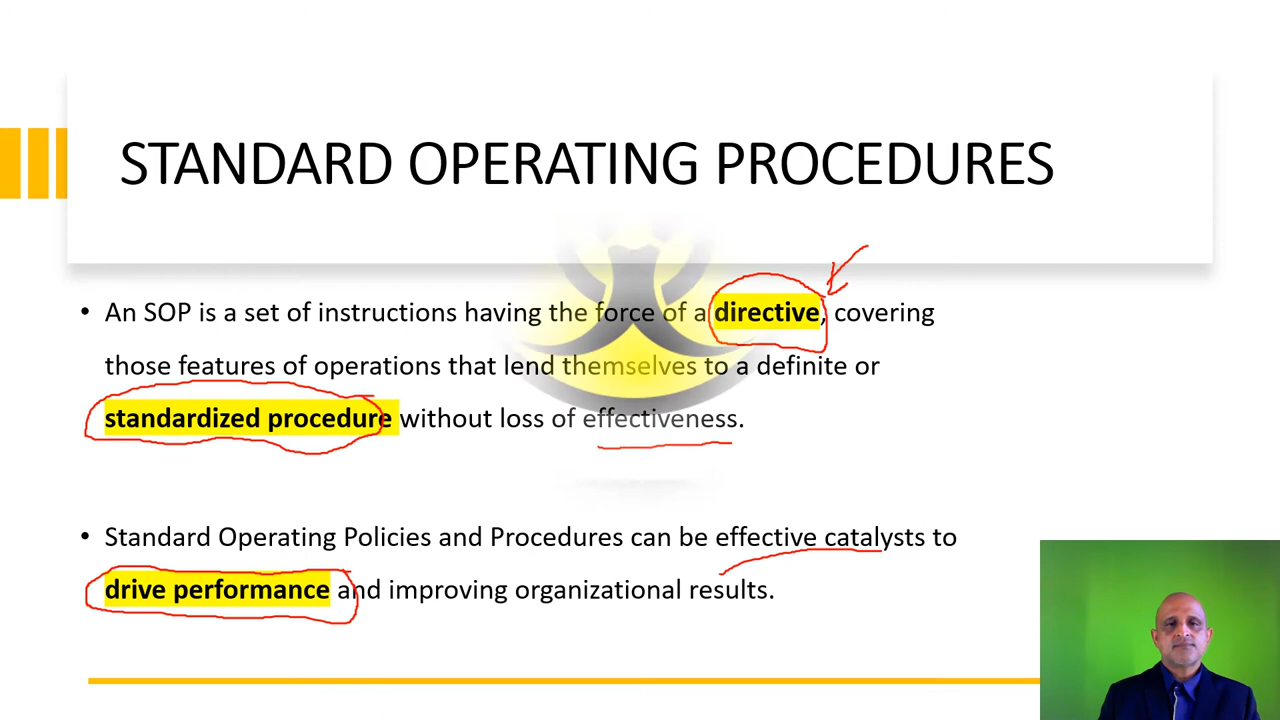 STANDARD OPERATING PROCEDURES
• An SOP is a set of instructions having the force of a directive, covering
those features of operations that lend themselves to a definite or
standardized procedure without loss of effectiveness.
• Standard Operating Policies and Procedures can be effective catalysts to
drive performance and improving organizational results.